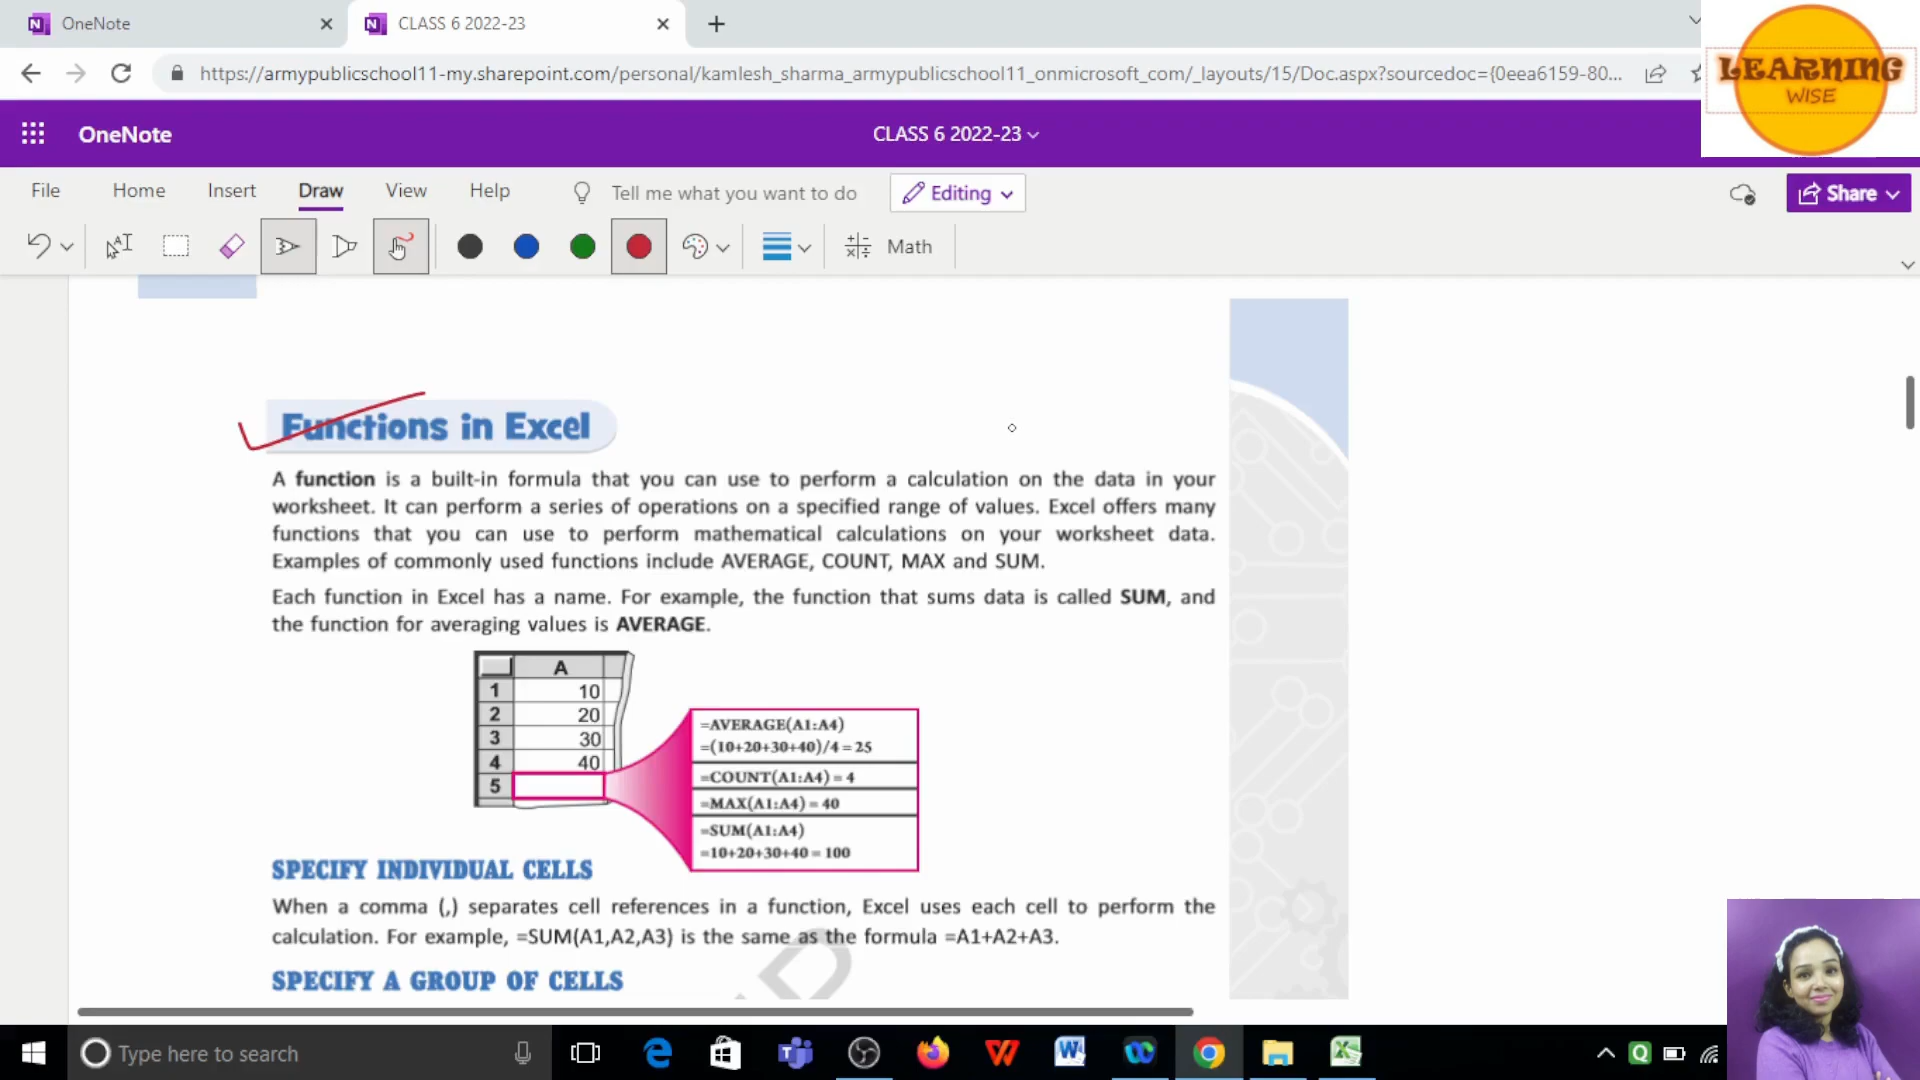 OneNote
CLASS 6 2022-23
https://armypublicschool11-my.sharepoint.com/personal/kamlesh_sharma_armypublicschool11_onmicrosoft_com/_layouts/15/Doc.aspx?sourcedoc={0eea6159-80...
LEARNING
WISE
OneNote
CLASS 6 2022-23
File Home Insert Draw View Help Tell me what you want to do Editing Share
Math
Functions in Excel
A function is a built-in formula that you can use to perform a calculation on the data in your
worksheet. It can perform a series of operations on a specified range of values. Excel offers many
functions that you can use to perform mathematical calculations on your worksheet data.
Examples of commonly used functions include AVERAGE, COUNT, MAX and SUM.
Each function in Excel has a name. For example, the function that sums data is called SUM, and
the function for averaging values is AVERAGE.
A
1 10
2 20
3 30
4 40
5
=AVERAGE(A1:A4)
=(10+20+30+40)/4 = 25
=COUNT(A1:A4) = 4
=MAX(A1:A4) = 40
=SUM(A1:A4)
=10+20+30+40 = 100
SPECIFY INDIVIDUAL CELLS
When a comma (,) separates cell references in a function, Excel uses each cell to perform the
calculation. For example, =SUM(A1,A2,A3) is the same as the formula =A1+A2+A3.
SPECIFY A GROUP OF CELLS
Type here to search